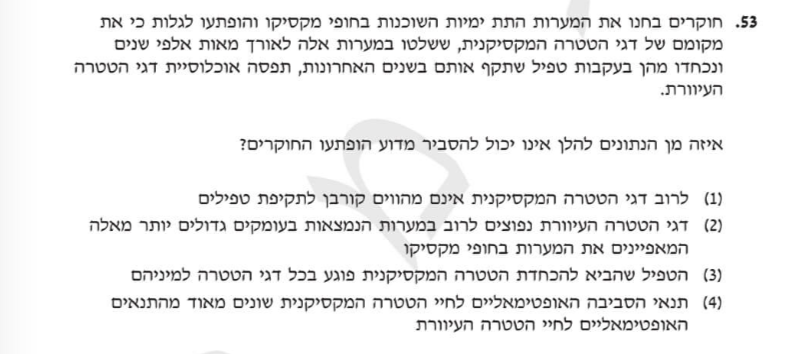 53. חוקרים בחנו את המערות התת ימיות השוכנות בחופי מקסיקו והופתעו לגלות כי את
מקומם של דגי הטטרה המקסיקנית, ששלטו במערות אלה לאורך מאות אלפי שנים
ונכחדו מהן בעקבות טפיל שתקף אותם בשנים האחרונות, תפסה אוכלוסיית דגי הטטרה
העיוורת.
איזה מן הנתונים להלן אינו יכול להסביר מדוע הופתעו החוקרים?
(1) לרוב דגי הטטרה המקסיקנית אינם מהווים קורבן לתקיפת טפילים
(2) דגי הטטרה העיוורת נפוצים לרוב במערות הנמצאות בעומקים גדולים יותר מאלה
המאפיינים את המערות בחופי מקסיקו
(3) הטפיל שהביא להכחדת הטטרה המקסיקנית פוגע בכל דגי הטטרה למיניהם
(4) תנאי הסביבה האופטימאליים לחיי הטטרה המקסיקנית שונים מאוד מהתנאים
האופטימאליים לחיי הטטרה העיוורת